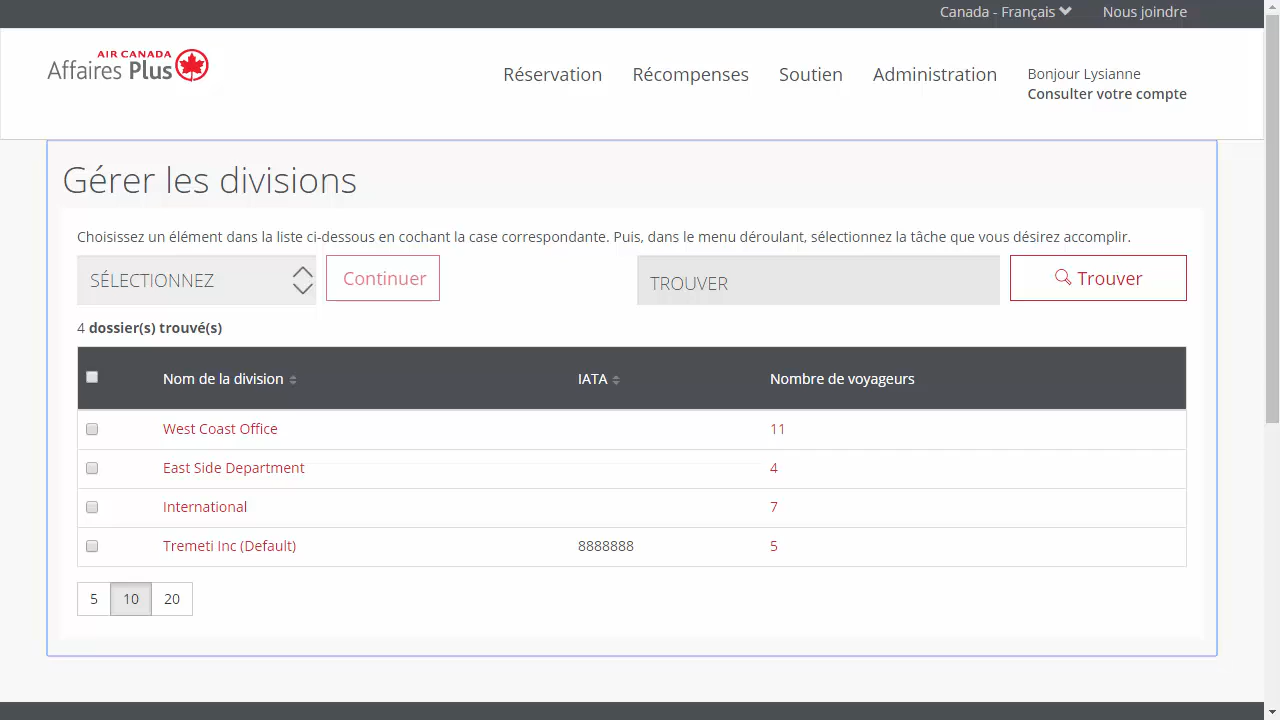 Canada - Français Nous joindre
AIR CANADA
Affaires Plus
Réservation Récompenses Soutien Administration
Bonjour Lysianne
Consulter votre compte
Gérer les divisions
Choisissez un élément dans la liste ci-dessous en cochant la case correspondante. Puis, dans le menu déroulant, sélectionnez la tâche que vous désirez accomplir.
SÉLECTIONNEZ Continuer TROUVER Trouver
4 dossier(s) trouvé(s)
Nom de la division IATA Nombre de voyageurs
West Coast Office 11
East Side Department 4
International 7
Tremeti Inc (Default) 8888888 5
5 10 20